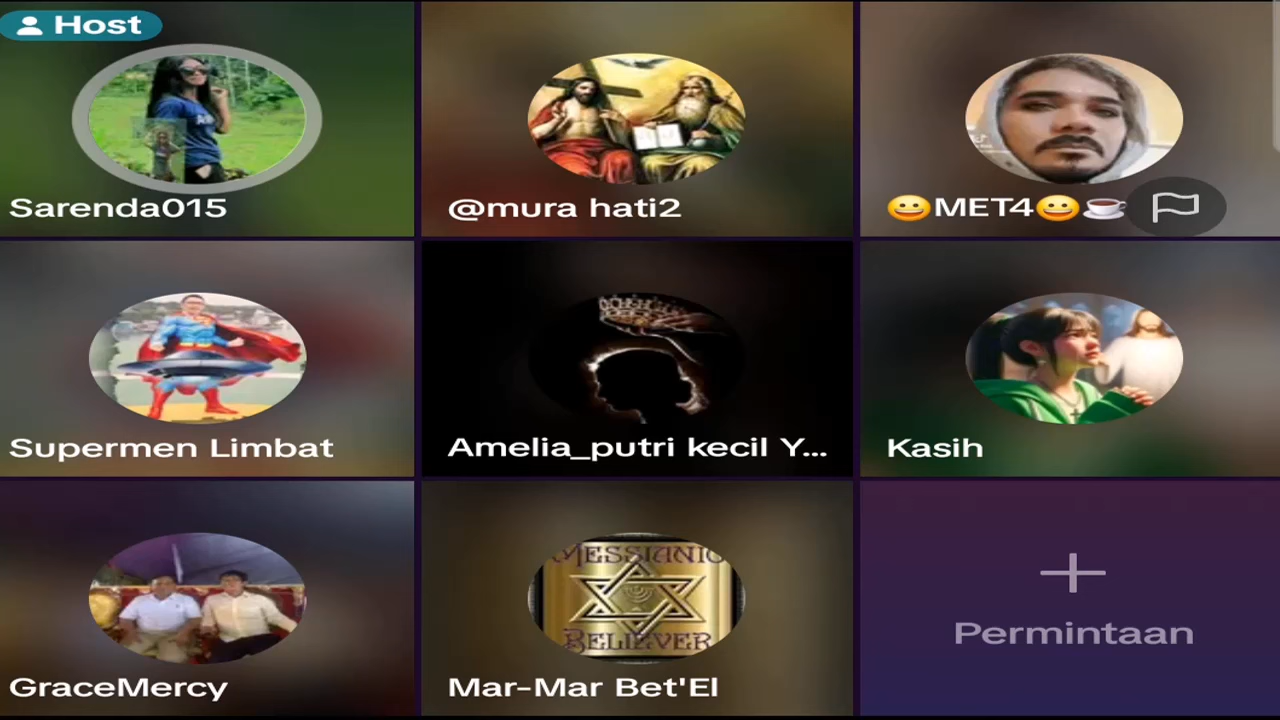 Host
Sarenda015
@mura hati2
😀MET4😀☕
Supermen Limbat
Amelia_putri kecil Y...
Kasih
GraceMercy
MESSIANIC
BELIEVER
Mar-Mar Bet'El
Permintaan